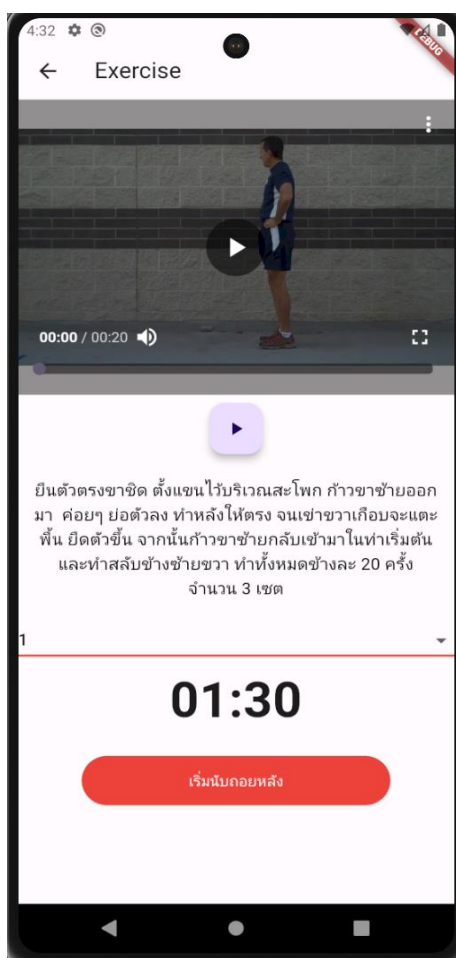 4:32
DEBUG
Exercise
00:00 / 00:20
ยืนตัวตรงขาชิด ตั้งแขนไว้บริเวณสะโพก ก้าวขาซ้ายออก
มา ค่อยๆ ย่อตัวลง ทำหลังให้ตรง จนเข่าขวาเกือบจะแตะ
พื้น ยืดตัวขึ้น จากนั้นก้าวขาซ้ายกลับเข้ามาในท่าเริ่มต้น
และทำสลับข้างซ้ายขวา ทำทั้งหมดข้างละ 20 ครั้ง
จำนวน 3 เซต
1
01:30
เริ่มนับถอยหลัง